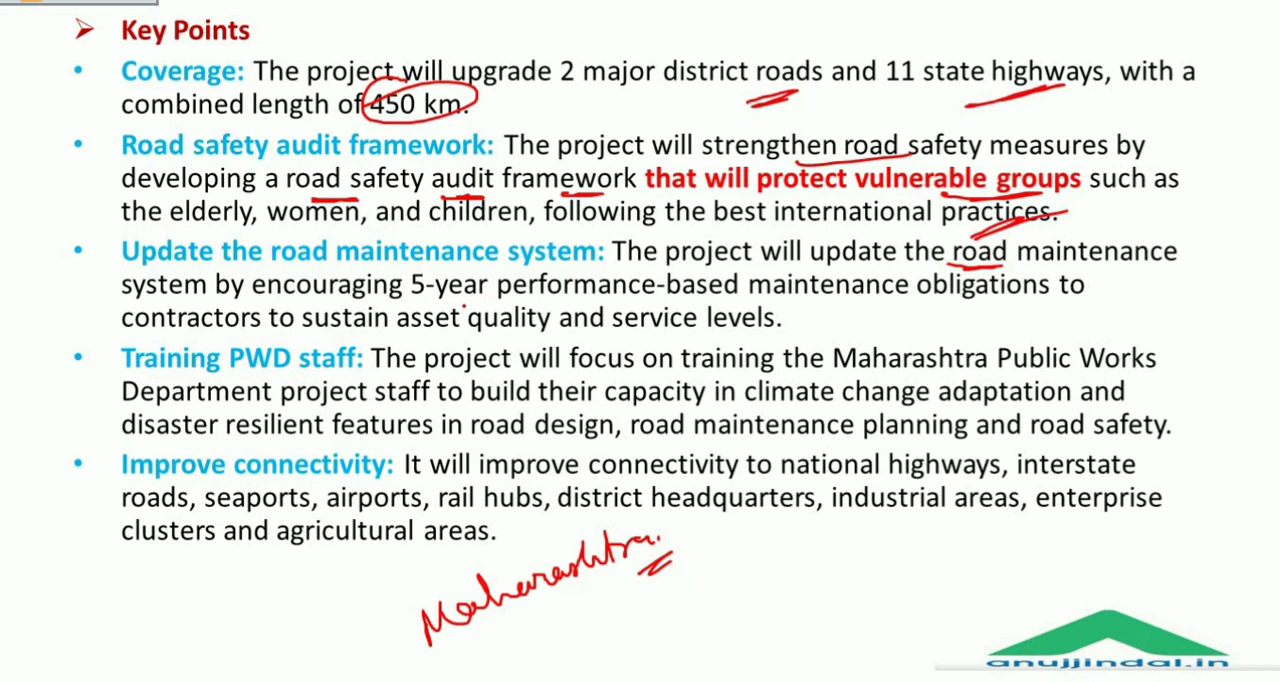 Key Points
Coverage: The project will upgrade 2 major district roads and 11 state highways, with a
combined length of 450 km.
Road safety audit framework: The project will strengthen road safety measures by
developing a road safety audit framework that will protect vulnerable groups such as
the elderly, women, and children, following the best international practices.
Update the road maintenance system: The project will update the road maintenance
system by encouraging 5-year performance-based maintenance obligations to
contractors to sustain asset quality and service levels.
Training PWD staff: The project will focus on training the Maharashtra Public Works
Department project staff to build their capacity in climate change adaptation and
disaster resilient features in road design, road maintenance planning and road safety.
Improve connectivity: It will improve connectivity to national highways, interstate
roads, seaports, airports, rail hubs, district headquarters, industrial areas, enterprise
clusters and agricultural areas.
Maharashtra.
anujjindal.in